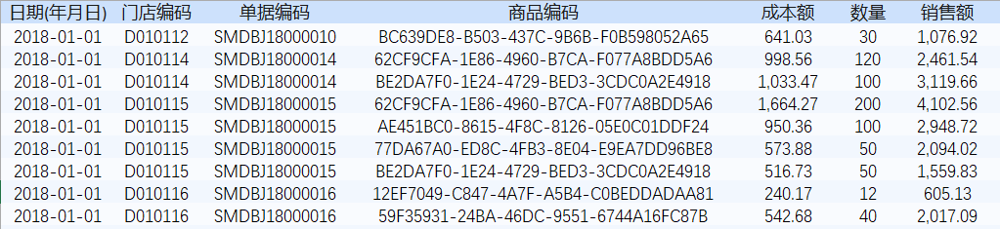 日期(年月日) 门店编码 单据编码 商品编码 成本额 数量 销售额
2018-01-01 D010112 SMDBJ18000010 BC639DE8-B503-437C-9B6B-F0B598052A65 641.03 30 1,076.92
2018-01-01 D010114 SMDBJ18000014 62CF9CFA-1E86-4960-B7CA-F077A8BDD5A6 998.56 120 2,461.54
2018-01-01 D010114 SMDBJ18000014 BE2DA7F0-1E24-4729-BED3-3CDC0A2E4918 1,033.47 100 3,119.66
2018-01-01 D010115 SMDBJ18000015 62CF9CFA-1E86-4960-B7CA-F077A8BDD5A6 1,664.27 200 4,102.56
2018-01-01 D010115 SMDBJ18000015 AE451BC0-8615-4F8C-8126-05E0C01DDF24 950.36 100 2,948.72
2018-01-01 D010115 SMDBJ18000015 77DA67A0-ED8C-4FB3-8E04-E9EA7DD96BE8 573.88 50 2,094.02
2018-01-01 D010115 SMDBJ18000015 BE2DA7F0-1E24-4729-BED3-3CDC0A2E4918 516.73 50 1,559.83
2018-01-01 D010116 SMDBJ18000016 12EF7049-C847-4A7F-A5B4-C0BEDDADAA81 240.17 12 605.13
2018-01-01 D010116 SMDBJ18000016 59F35931-24BA-46DC-9551-6744A16FC87B 542.68 40 2,017.09